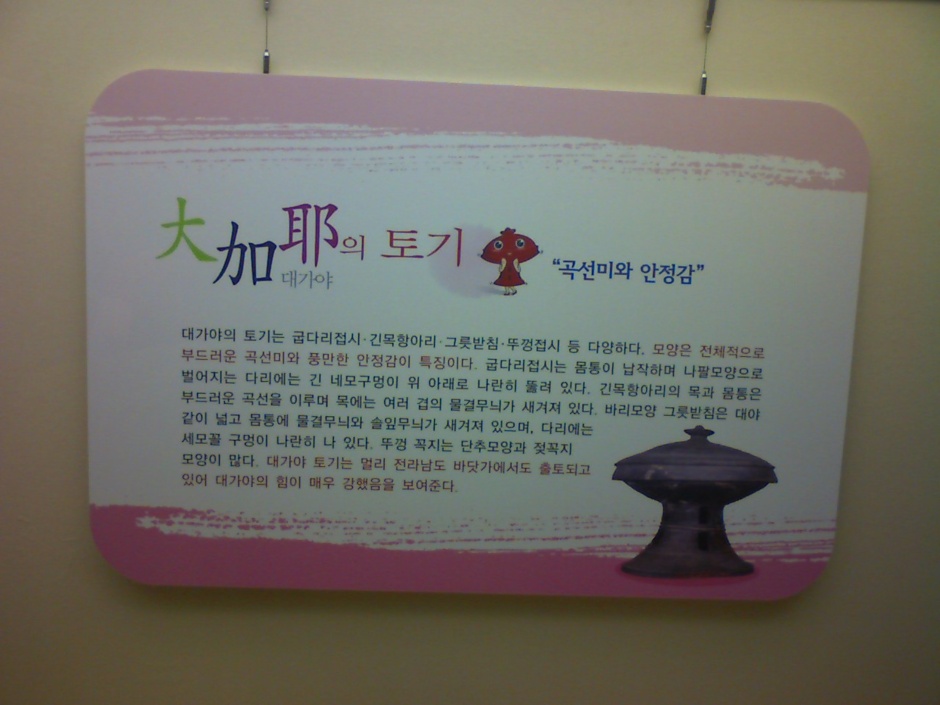 大加耶의 토기 "곡선미와 안정감"
대가야
대가야의 토기는 굽다리접시·긴목항아리·그릇받침·뚜껑접시 등 다양하다. 모양은 전체적으로
부드러운 곡선미와 풍만한 안정감이 특징이다. 굽다리접시는 몸통이 납작하며 나팔모양으로
벌어지는 다리에는 긴 네모구멍이 위 아래로 나란히 뚫려 있다. 긴목항아리의 목과 몸통은
부드러운 곡선을 이루며 목에는 여러 겹의 물결무늬가 새겨져 있다. 바리모양 그릇받침은 대야
같이 넓고 몸통에 물결무늬와 솔잎무늬가 새겨져 있으며, 다리에는
세모꼴 구멍이 나란히 나 있다. 뚜껑 꼭지는 단추모양과 젖꼭지
모양이 많다. 대가야 토기는 멀리 전라남도 바닷가에서도 출토되고
있어 대가야의 힘이 매우 강했음을 보여준다.